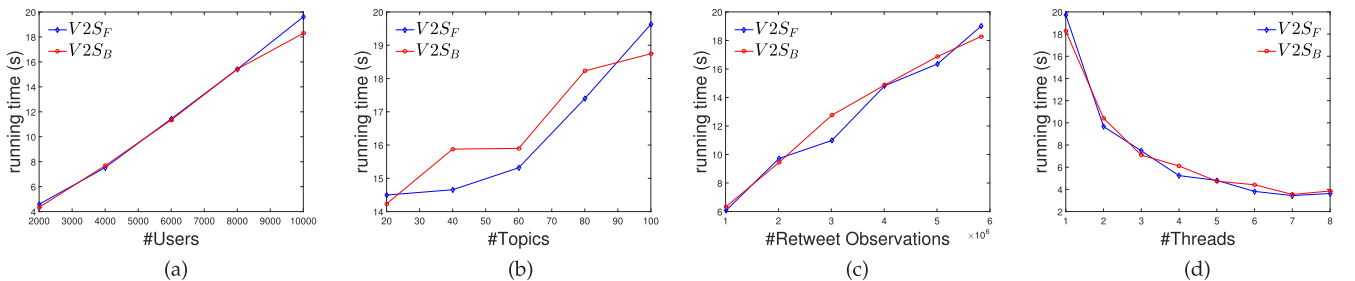 running time (s)
20
18
16
14
12
10
8
6
4
V2S_F
V2S_B
2000 3000 4000 5000 6000 7000 8000 9000 10000
#Users
(a)
running time (s)
20
19
18
17
16
15
14
V2S_F
V2S_B
20 30 40 50 60 70 80 90 100
#Topics
(b)
running time (s)
20
18
16
14
12
10
8
6
V2S_F
V2S_B
1 2 3 4 5 6
#Retweet Observations ×10^6
(c)
running time (s)
20
18
16
14
12
10
8
6
4
2
V2S_F
V2S_B
1 2 3 4 5 6 7 8
#Threads
(d)